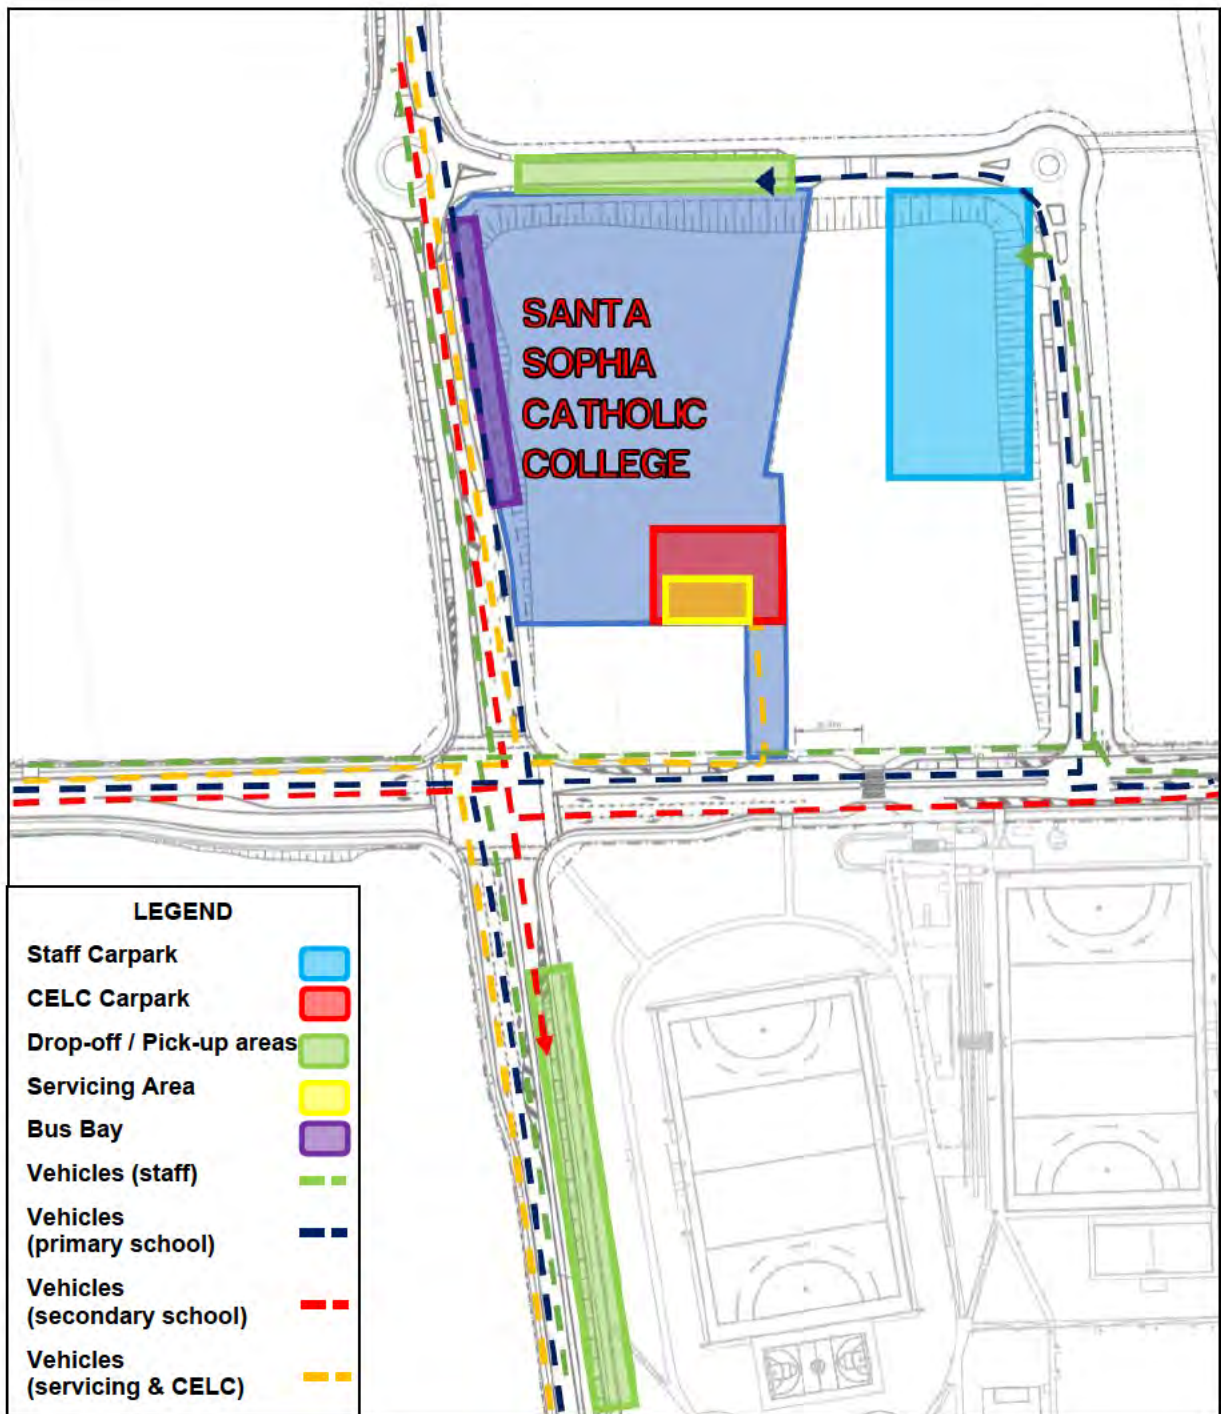 SANTA
SOPHIA
CATHOLIC
COLLEGE
LEGEND
Staff Carpark
CELC Carpark
Drop-off / Pick-up areas
Servicing Area
Bus Bay
Vehicles (staff)
Vehicles
(primary school)
Vehicles
(secondary school)
Vehicles
(servicing & CELC)